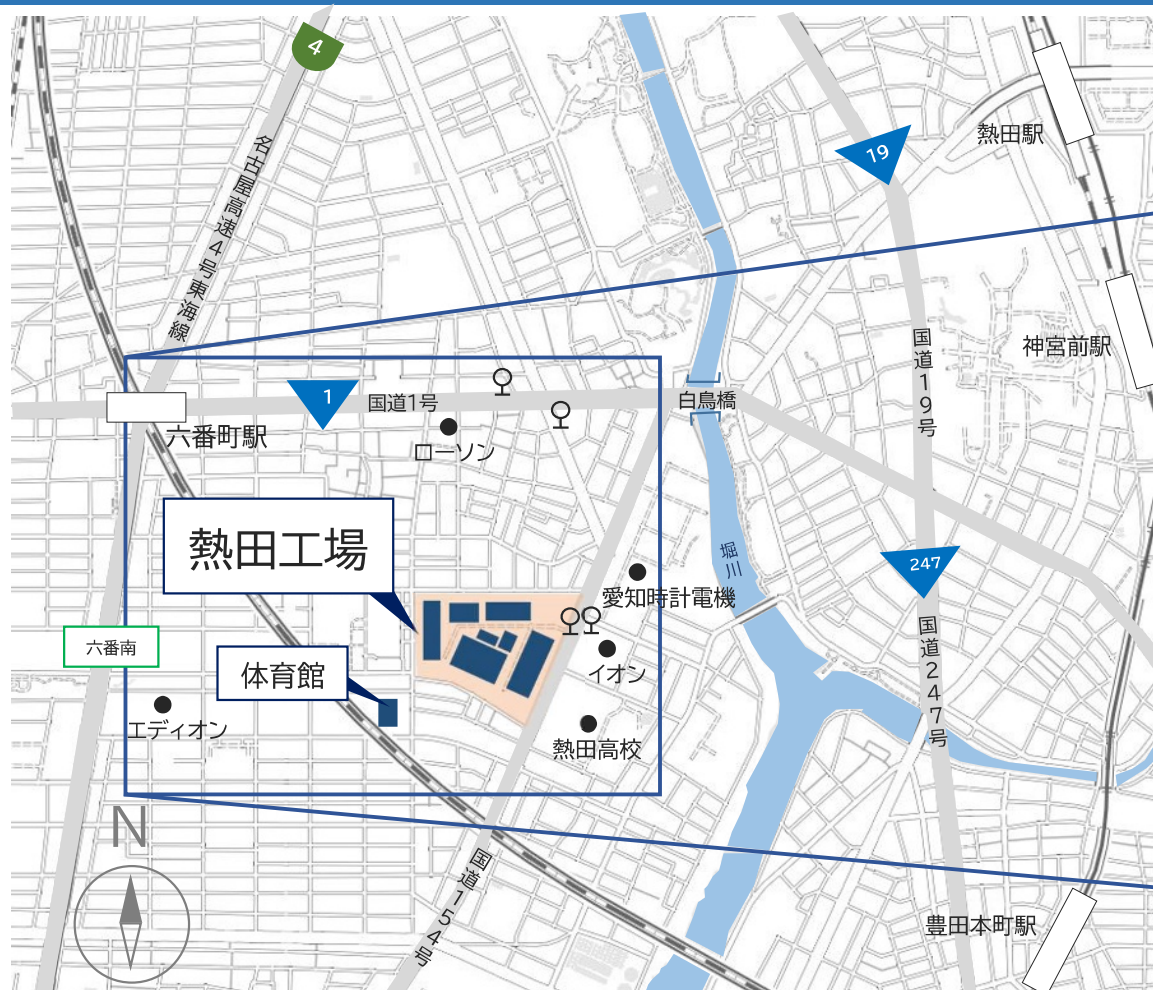 4
名古屋高速4号東海線
熱田駅
19
神宮前駅
国道19号
1
国道1号
白鳥橋
六番町駅
ローソン
熱田工場
堀川
247
愛知時計電機
六番南
体育館
イオン
国道247号
エディオン
熱田高校
N
国道154号
豊田本町駅